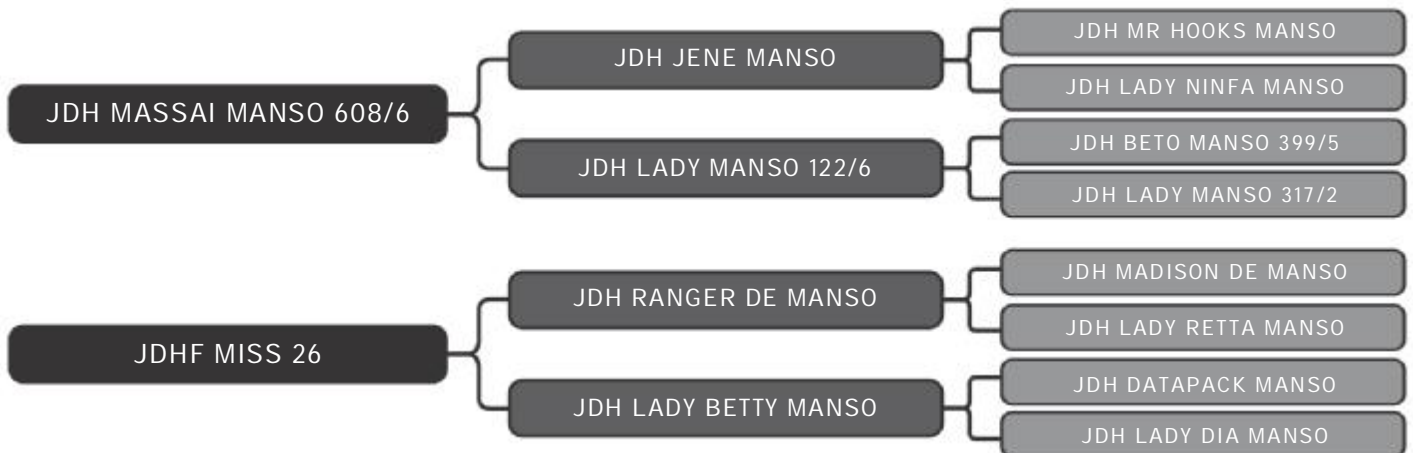 JDH MASSAI MANSO 608/6
JDH JENE MANSO
JDH MR HOOKS MANSO
JDH LADY NINFA MANSO
JDH LADY MANSO 122/6
JDH BETO MANSO 399/5
JDH LADY MANSO 317/2
JDHF MISS 26
JDH RANGER DE MANSO
JDH MADISON DE MANSO
JDH LADY RETTA MANSO
JDH LADY BETTY MANSO
JDH DATAPACK MANSO
JDH LADY DIA MANSO